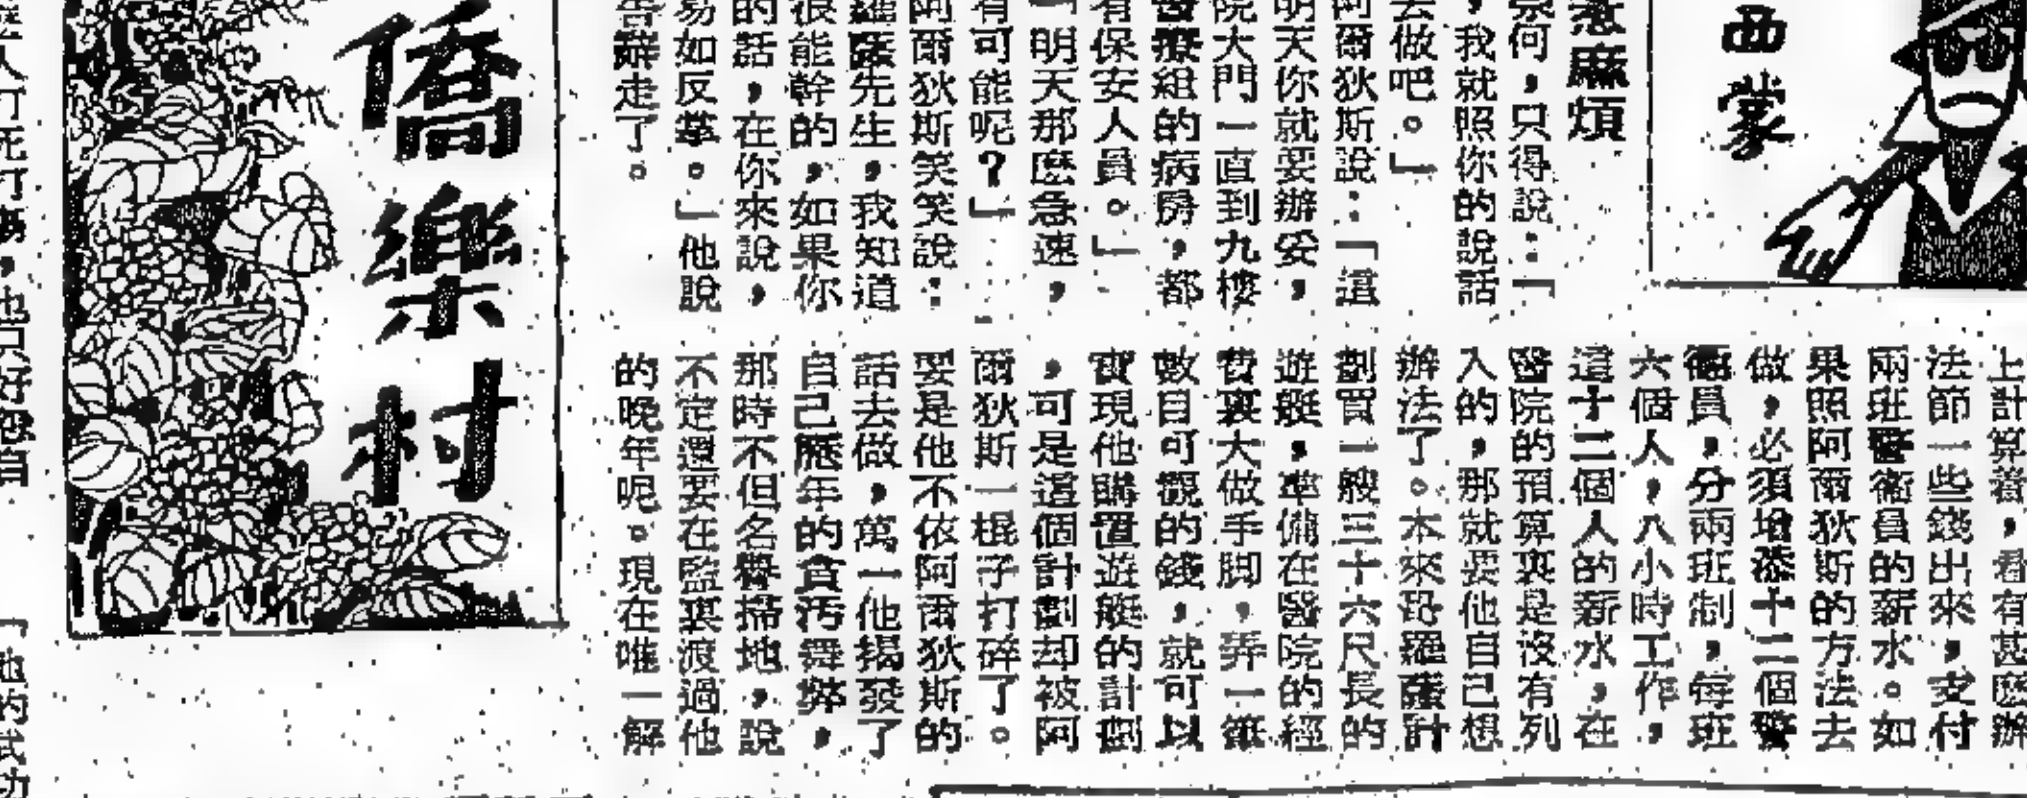 西蒙
惹麻煩
奈何,只得說:「
,我就照你的說話
去做吧。」
阿爾狄斯說:「這
明天你就要辦妥,
院大門一直到九樓
醫療組的病房,都
有保安人員。」
「明天那麼急速,
有可能呢?」
阿爾狄斯笑笑說:
羅薩先生,我知道
很能幹的,如果你
的話,在你來說,
易如反掌。」他說
告辭走了。
上計算着,看有甚麼辦
法節一些錢出來,支付
兩班警衞員的薪水。如
果照阿爾狄斯的方法去
做,必須增添十二個警
衞員,分兩班制,每班
六個人,八小時工作,
這十二個人的薪水,在
醫院的預算裏是沒有列
入的,那就要他自己想
辦法了。本來呂羅薩計
劃買一艘三十六尺長的
遊艇,準備在醫院的經
費裏大做手脚,弄一筆
數目可觀的錢,就可以
實現他購置遊艇的計劃
,可是這個計劃却被阿
爾狄斯一棍子打碎了。
要是他不依阿爾狄斯的
話去做,萬一他揭發了
自己歷年的貪污舞弊,
那時不但名譽掃地,說
不定還要在監裏渡過他
的晚年呢。現在唯一解
僑樂村
,也只好怨自
「他的武功